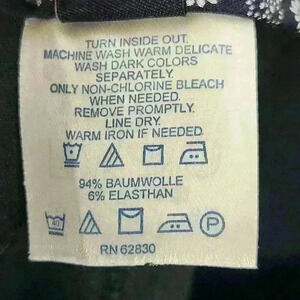 TURN INSIDE OUT.
MACHINE WASH WARM DELICATE
WASH DARK COLORS
SEPARATELY.
ONLY NON-CHLORINE BLEACH
WHEN NEEDED.
REMOVE PROMPTLY.
LINE DRY.
WARM IRON IF NEEDED.
94% BAUMWOLLE
6% ELASTHAN
P
RN 62830